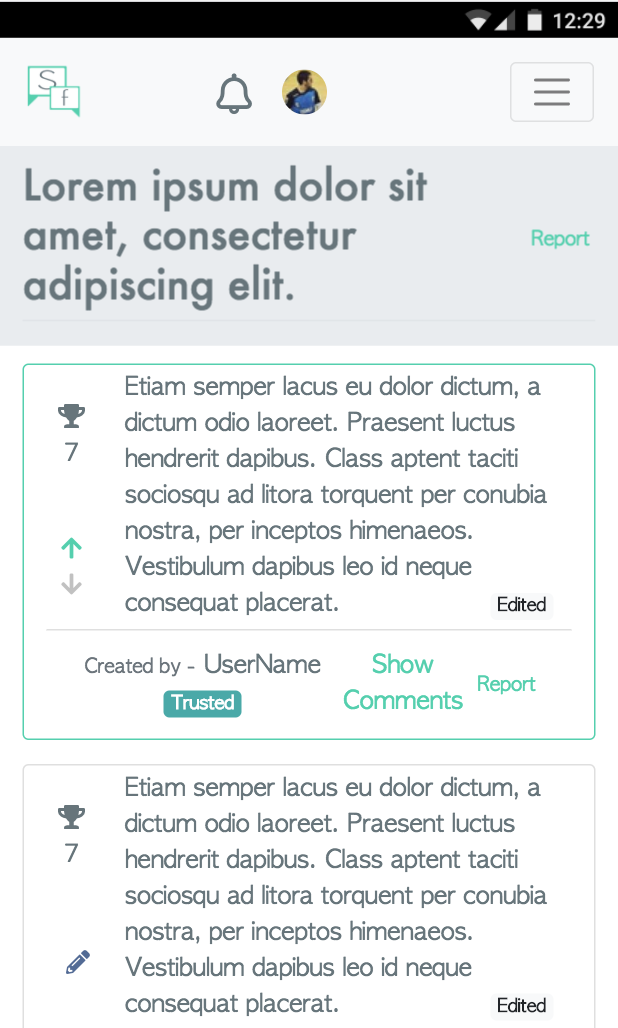 12:29
S
f
Lorem ipsum dolor sit
amet, consectetur
adipiscing elit.
Report
Etiam semper lacus eu dolor dictum, a
dictum odio laoreet. Praesent luctus
hendrerit dapibus. Class aptent taciti
sociosqu ad litora torquent per conubia
nostra, per inceptos himenaeos.
Vestibulum dapibus leo id neque
consequat placerat.
7
Edited
Created by - UserName
Trusted
Show
Comments
Report
Etiam semper lacus eu dolor dictum, a
dictum odio laoreet. Praesent luctus
hendrerit dapibus. Class aptent taciti
sociosqu ad litora torquent per conubia
nostra, per inceptos himenaeos.
Vestibulum dapibus leo id neque
consequat placerat.
7
Edited